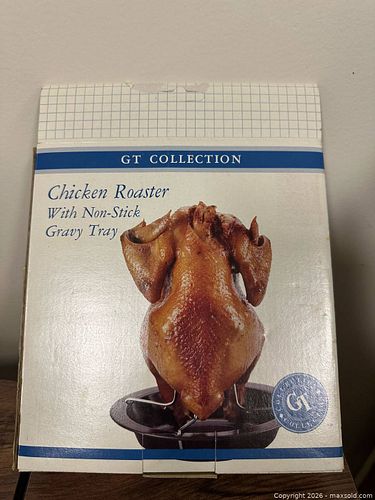 GT COLLECTION
Chicken Roaster
With Non-Stick
Gravy Tray
GT
Copyright 2026 - maxsold.com